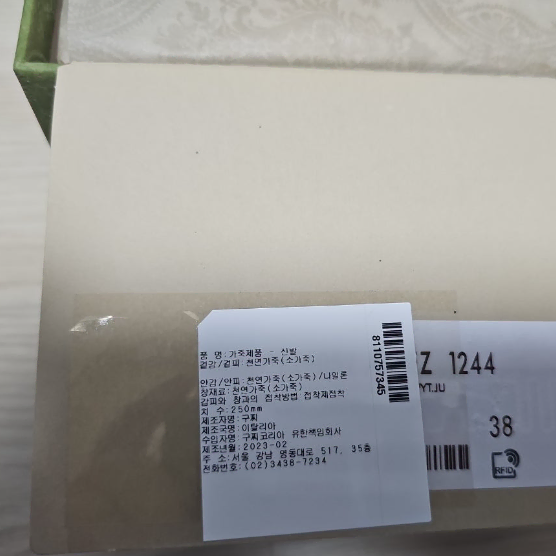 품 명:가죽제품 - 신발
겉감/겉피:천연가죽(소가죽)
안감/안피:천연가죽(소가죽)/나일론
창재료:천연가죽(소가죽)
갑피와 창과의 접착방법 접착제접착
치 수:250mm
제조자명:구찌
제조국명:이탈리아
수입자명:구찌코리아 유한책임회사
제조년월:2023-02
주 소:서울 강남 영동대로 517, 35층
전화번호:(02)3438-7234
8110757345
Z 1244
YT.JU
38
RFID